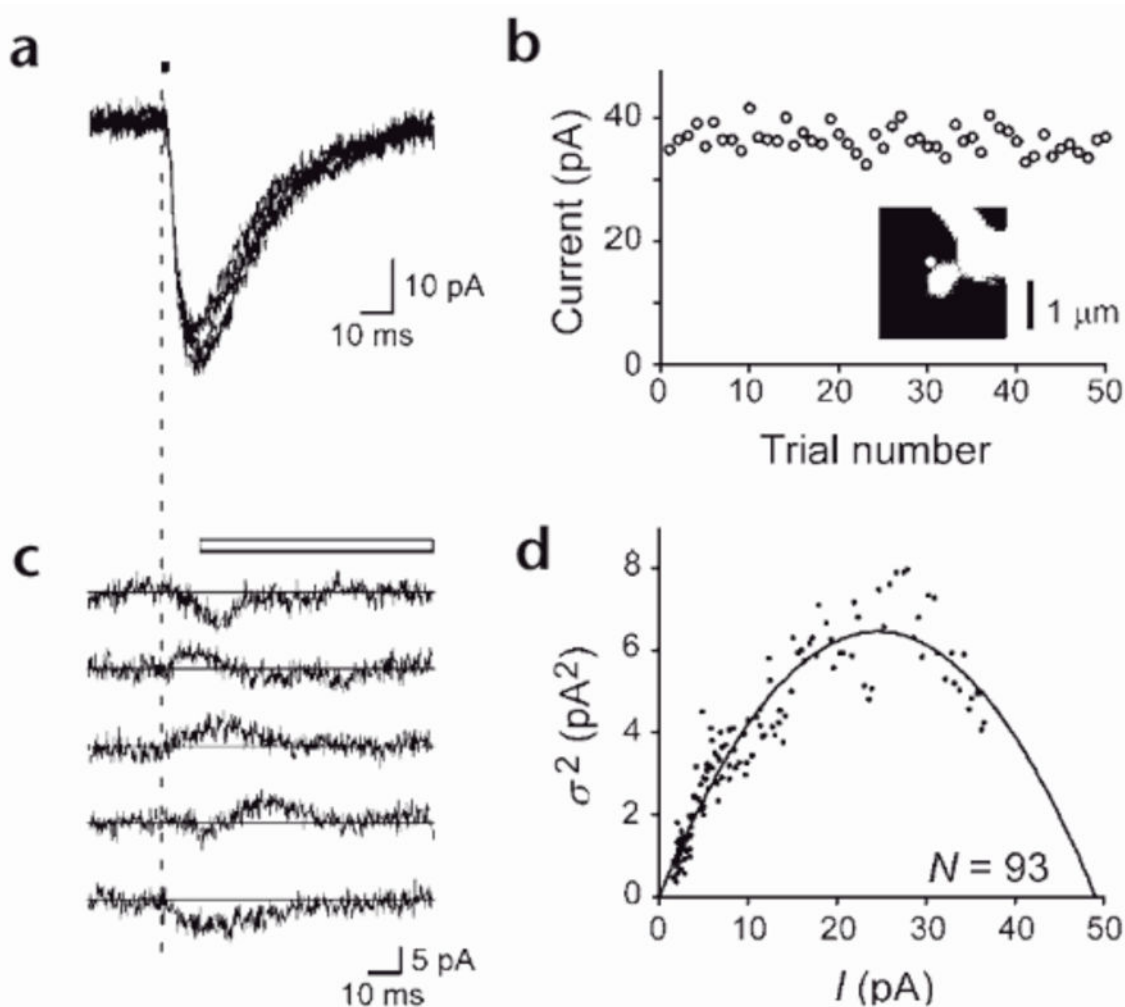 a
10 pA
10 ms
b
Current (pA)
40
20
0
0 10 20 30 40 50
Trial number
1 μm
c
5 pA
10 ms
d
σ² (pA²)
8
6
4
2
0
0 10 20 30 40 50
I (pA)
N = 93